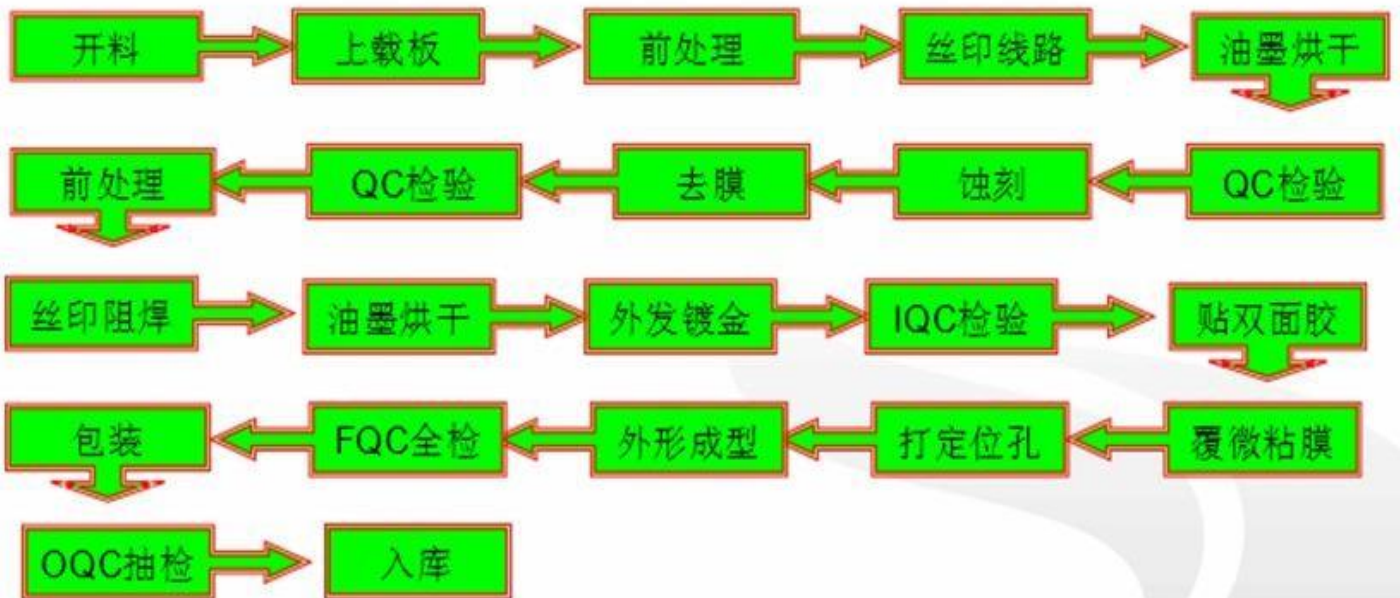 开料 上载板 前处理 丝印线路 油墨烘干
前处理 QC检验 去膜 蚀刻 QC检验
丝印阻焊 油墨烘干 外发镀金 IQC检验 贴双面胶
包装 FQC全检 外形成型 打定位孔 覆微粘膜
OQC抽检 入库